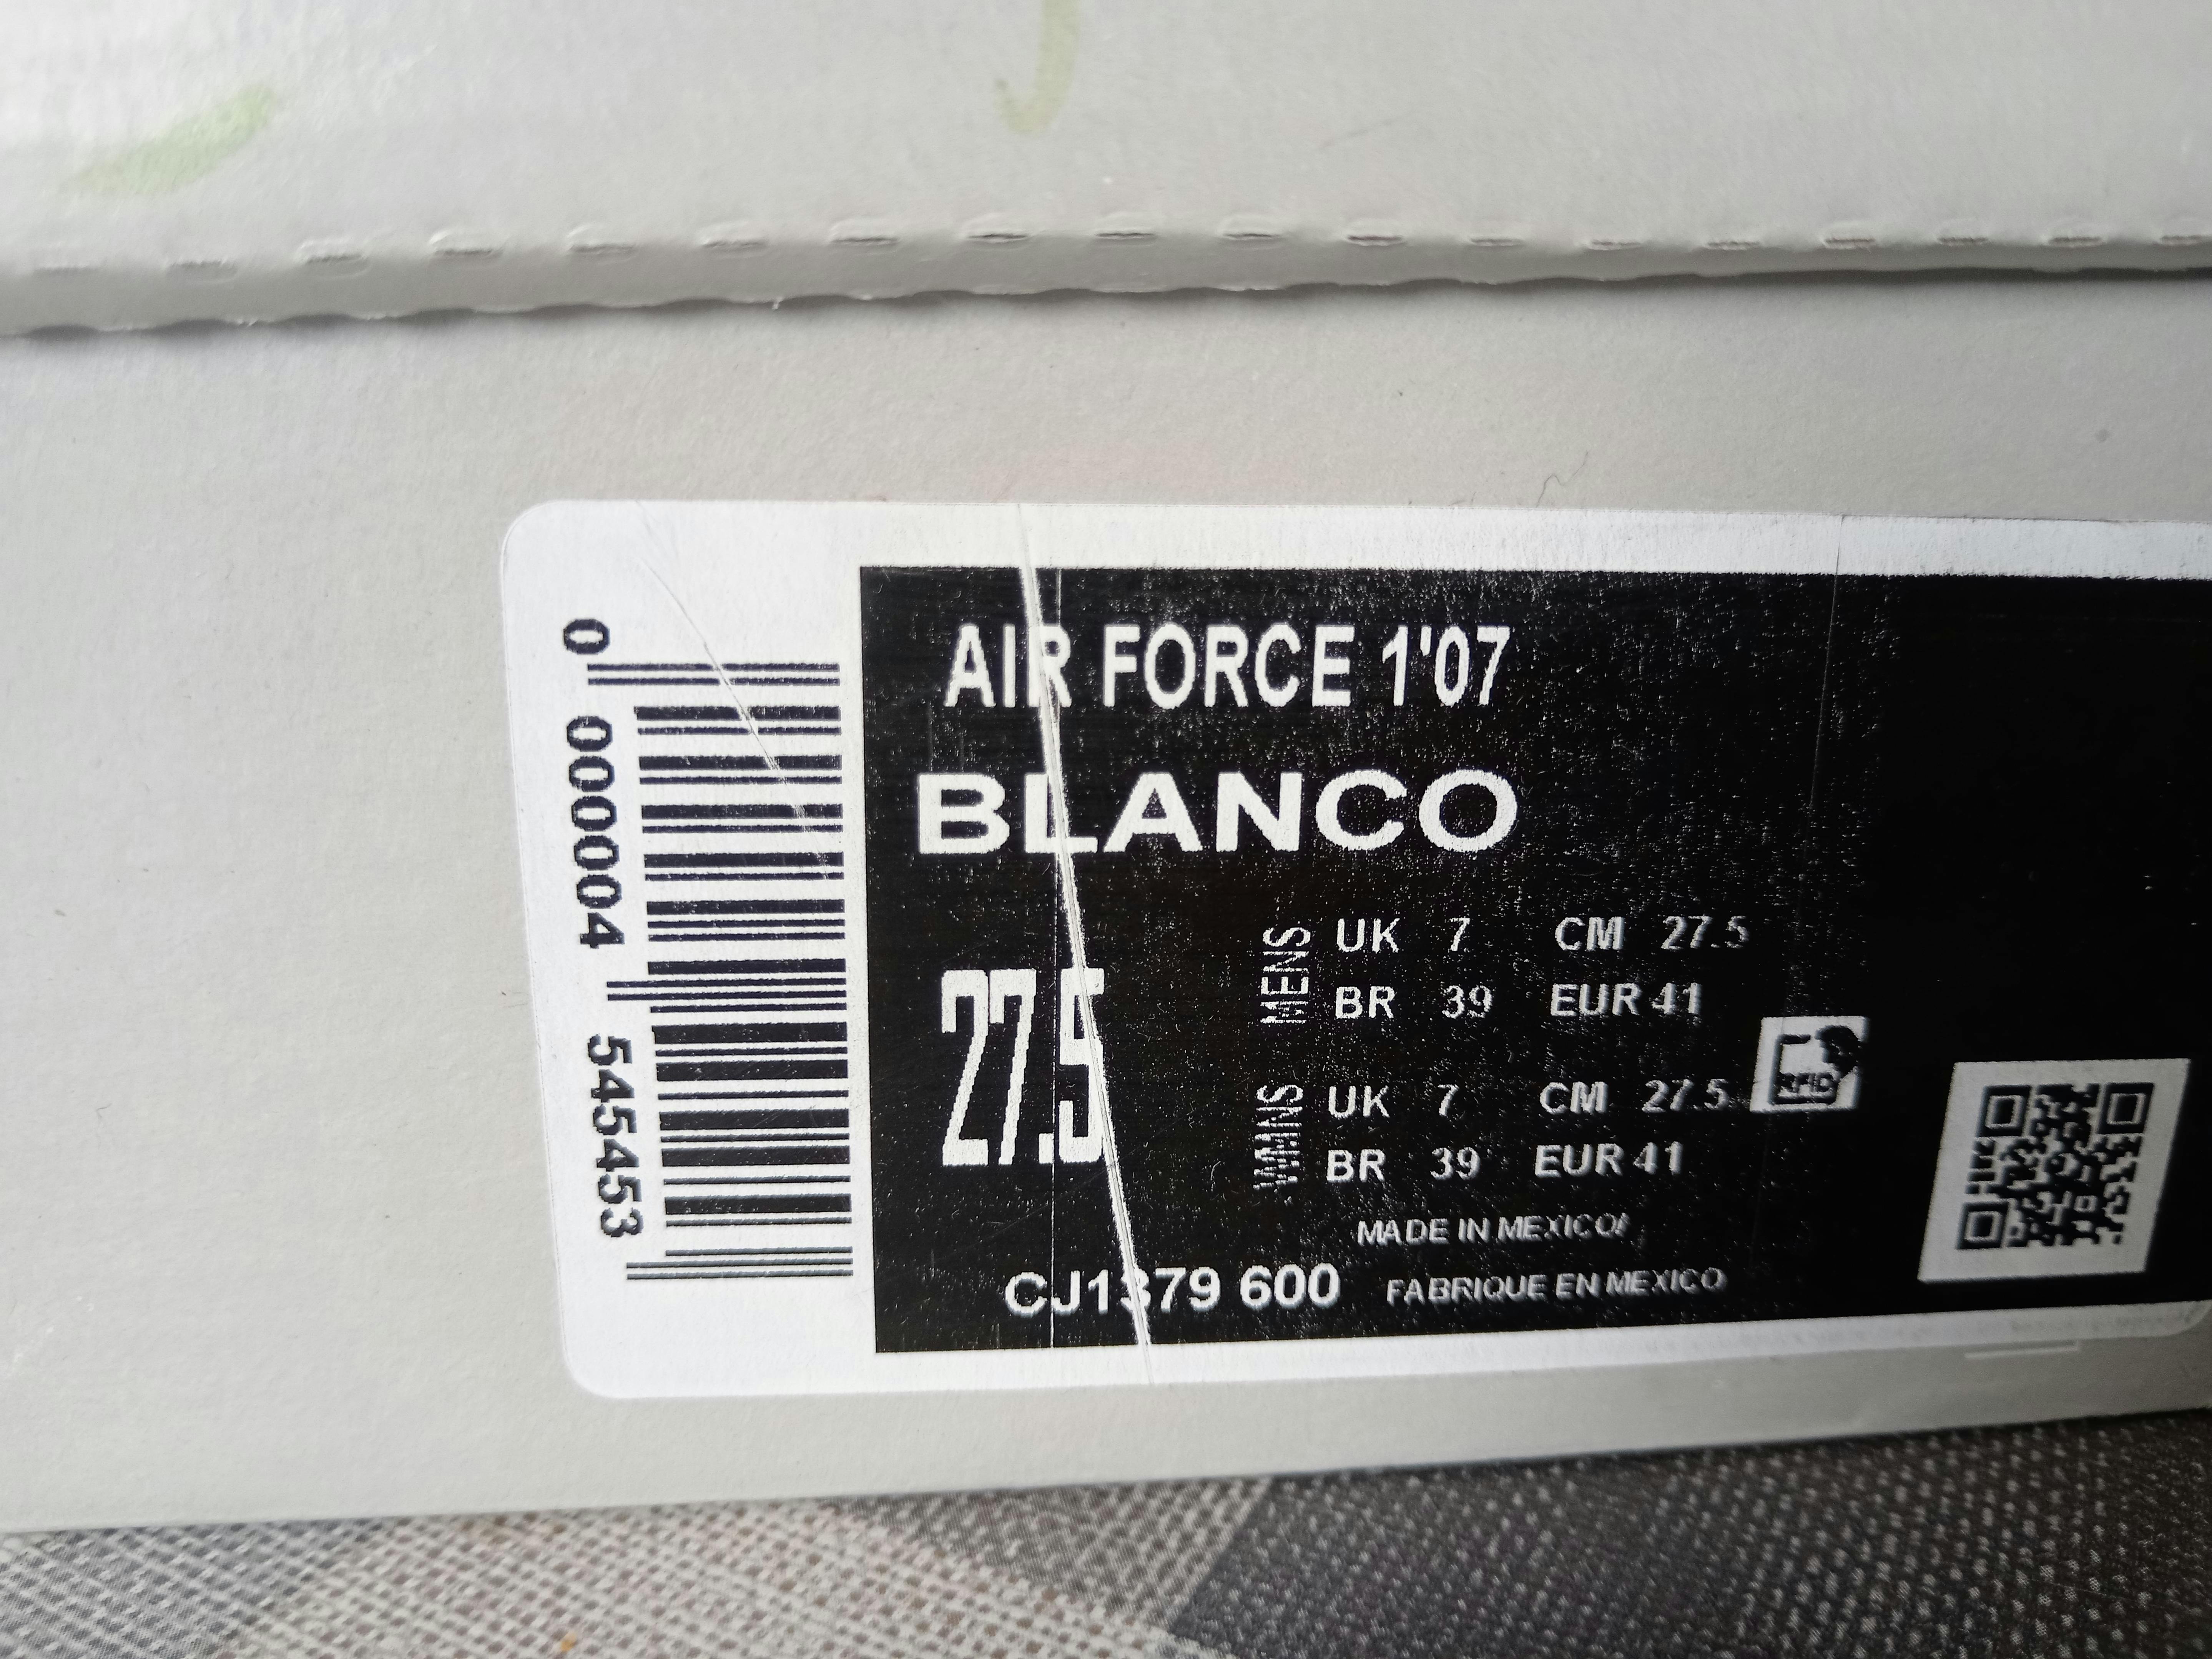 0 000004 545453
AIR FORCE 1'07
BLANCO
27.5
MENS
UK 7 CM 27.5
BR 39 EUR 41
WMNS
UK 7 CM 27.5
BR 39 EUR 41
RFID
MADE IN MEXICO/
CJ1379 600 FABRIQUE EN MEXICO